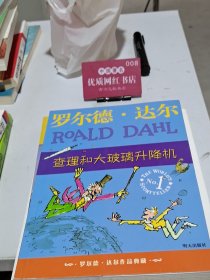 008
优质网红书店
罗尔德·达尔
ROALD DAHL
查理和大玻璃升降机
THE WORLD'S
No1
STORYTELLER
·罗尔德·达尔作品典藏·
明天出版社